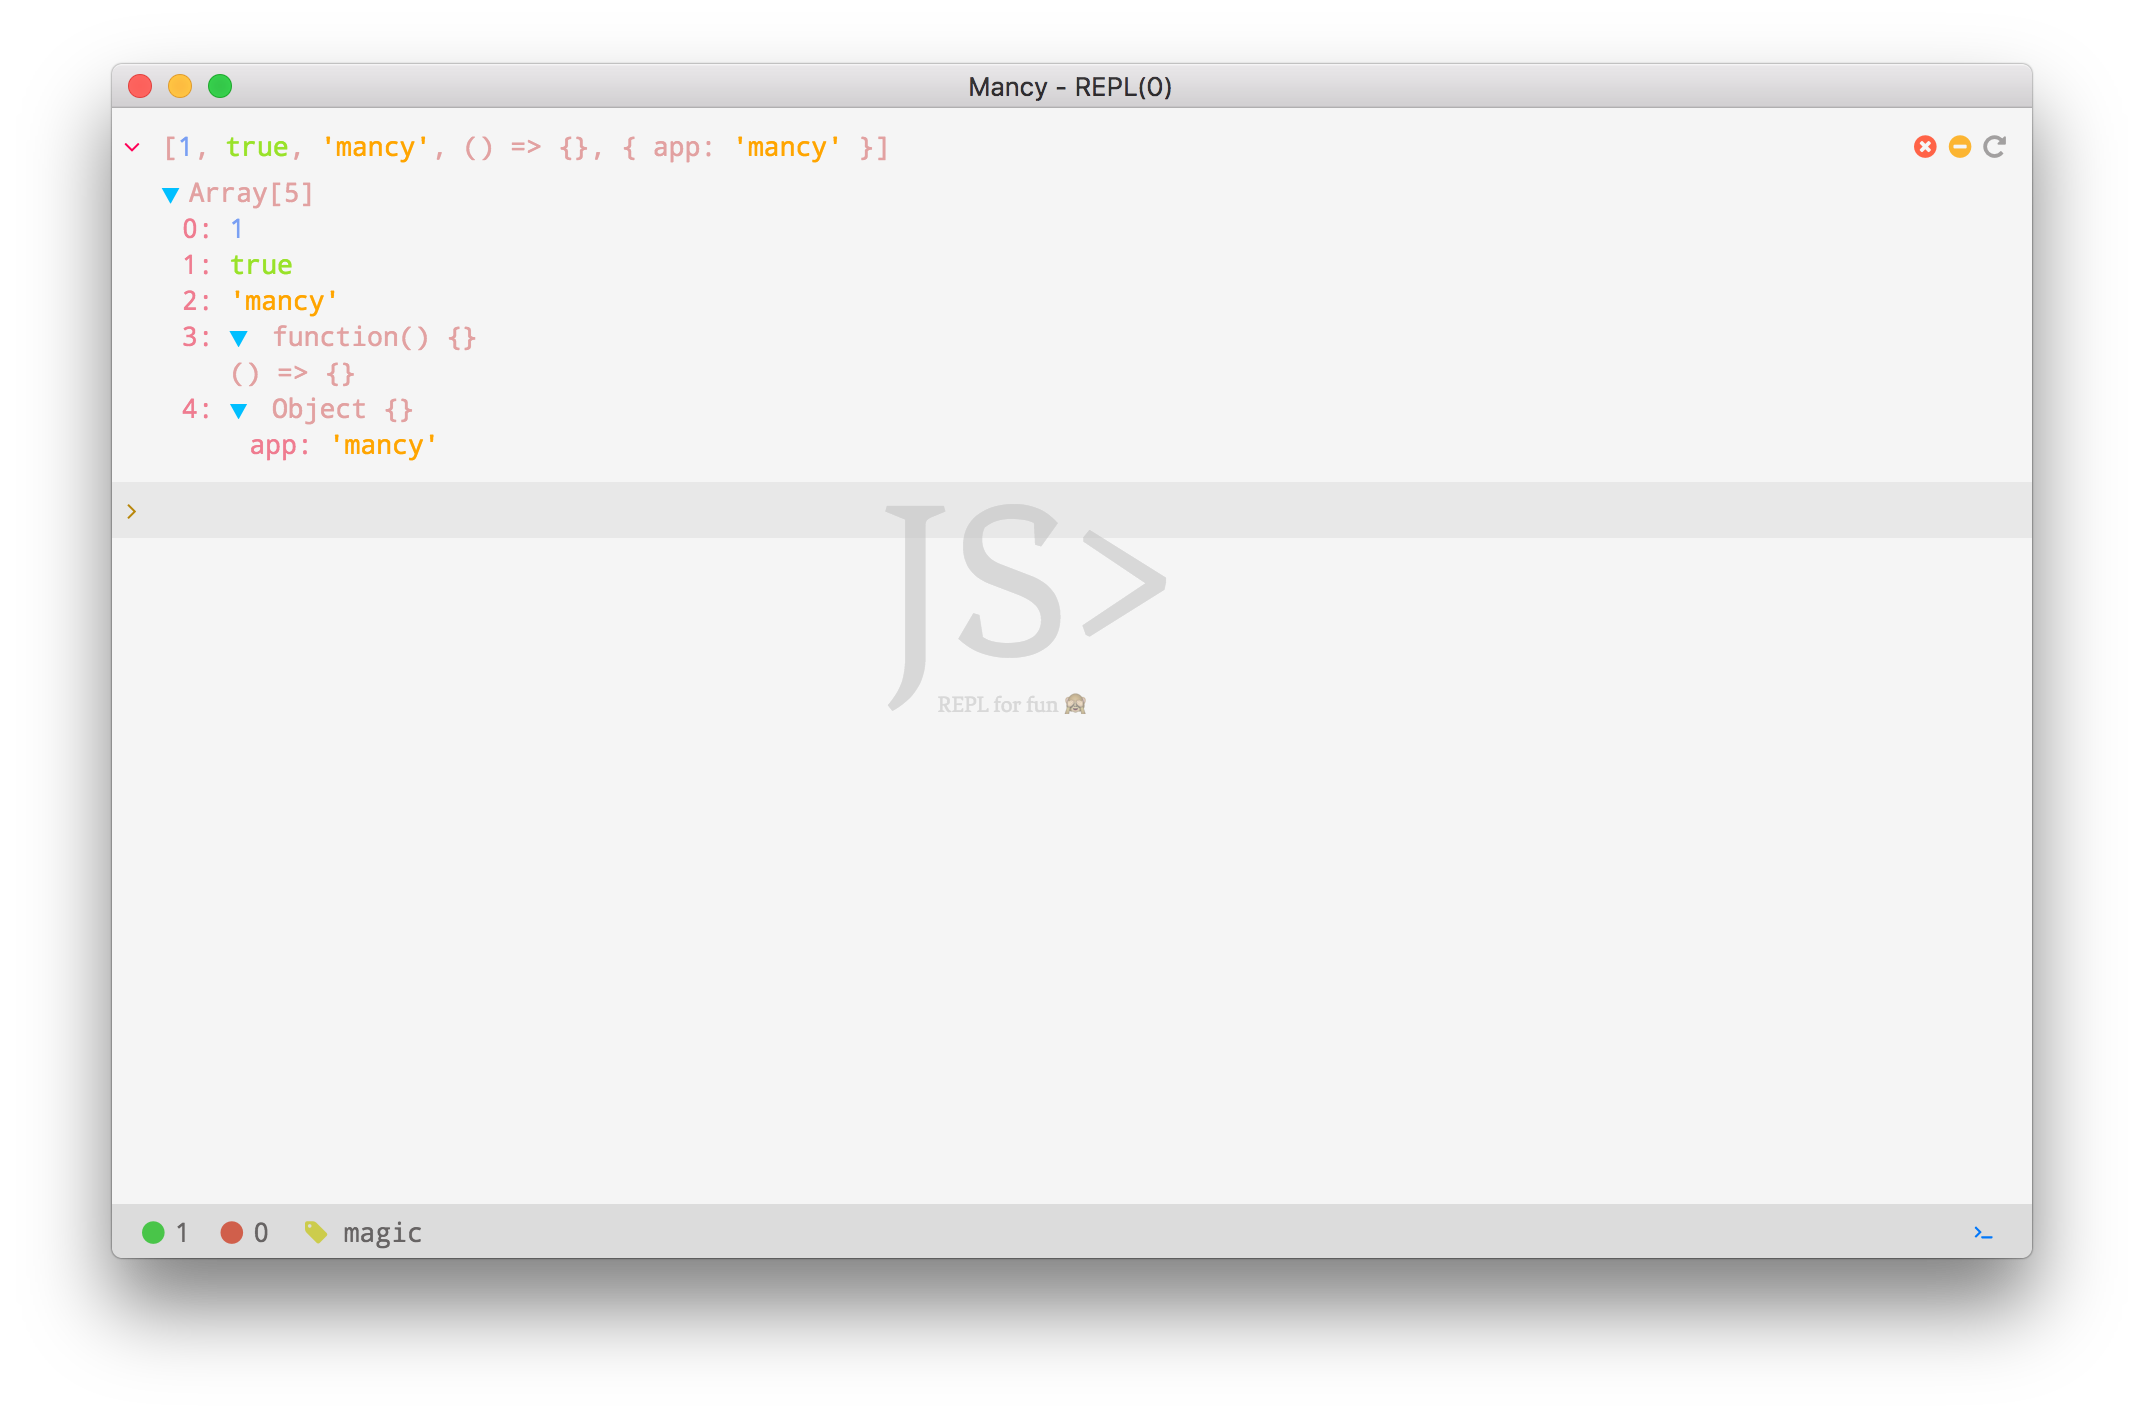 Mancy - REPL(0)
[1, true, 'mancy', () => {}, { app: 'mancy' }]
Array[5]
0: 1
1: true
2: 'mancy'
3: function() {}
() => {}
4: Object {}
app: 'mancy'
JS>
REPL for fun 🙈
1 0 magic